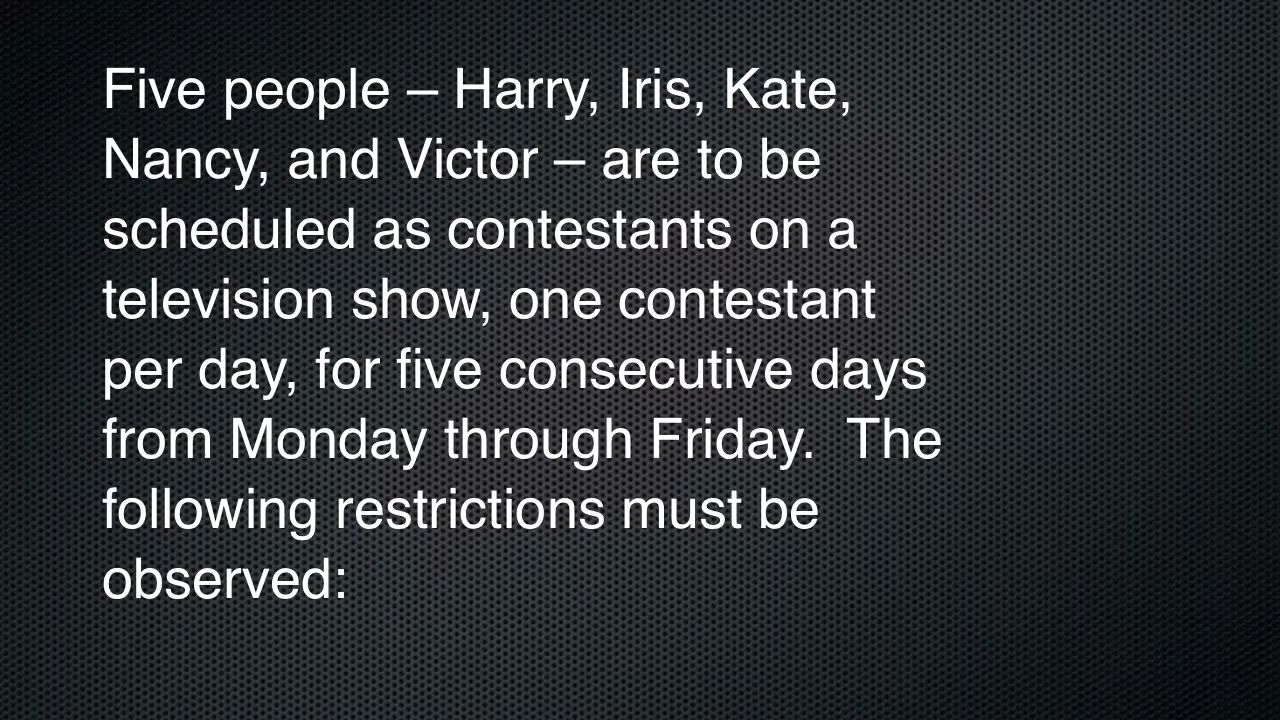 Five people – Harry, Iris, Kate,
Nancy, and Victor – are to be
scheduled as contestants on a
television show, one contestant
per day, for five consecutive days
from Monday through Friday.  The
following restrictions must be
observed: